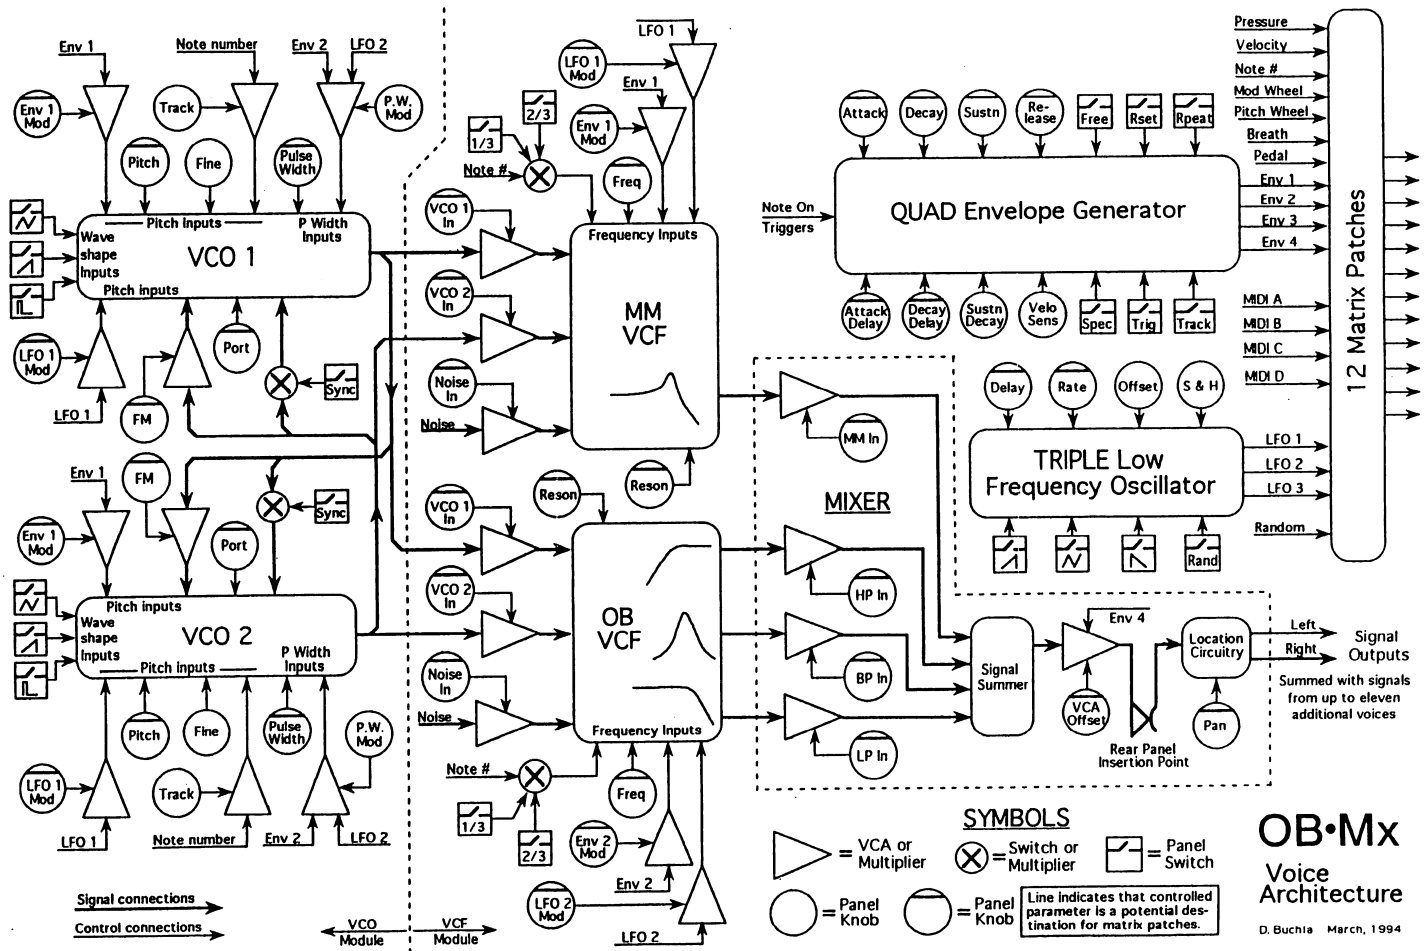 Env 1
Note number
Env 2
LFO 2
Env 1
Mod
Track
P.W.
Mod
Pitch
Fine
Pulse
Width
Pitch Inputs
P Width
Inputs
Wave
shape
Inputs
VCO 1
Pitch inputs
LFO 1
Mod
Port
Sync
LFO 1
FM
Env 1
FM
Sync
Env 1
Mod
Port
Pitch inputs
Wave
shape
Inputs
VCO 2
Pitch inputs
P Width
Inputs
Pitch
Fine
Pulse
Width
P.W.
Mod
LFO 1
Mod
Track
LFO 1
Note number
Env 2
LFO 2
Signal connections
Control connections
VCO
Module
VCF
Module
LFO 1
LFO 1
Mod
Env 1
2/3
1/3
Env 1
Mod
Note #
Freq
VCO 1
In
Frequency Inputs
VCO 2
In
MM
VCF
Noise
In
Noise
Reson
Reson
VCO 1
In
VCO 2
In
OB
VCF
Noise
In
Noise
Frequency Inputs
Note #
Freq
1/3
2/3
Env 2
Mod
Env 2
LFO 2
Mod
LFO 2
Attack
Decay
Sustn
Re-
lease
Free
Rset
Rpeat
Note On
Triggers
QUAD Envelope Generator
Attack
Delay
Decay
Delay
Sustn
Decay
Velo
Sens
Spec
Trig
Track
Pressure
Velocity
Note #
Mod Wheel
Pitch Wheel
Breath
Pedal
Env 1
Env 2
Env 3
Env 4
MIDI A
MIDI B
MIDI C
MIDI D
LFO 1
LFO 2
LFO 3
Random
12 Matrix Patches
Delay
Rate
Offset
S & H
TRIPLE Low
Frequency Oscillator
Rand
MM In
MIXER
HP In
BP In
LP In
Signal
Summer
Env 4
VCA
Offset
Rear Panel
Insertion Point
Location
Circuitry
Pan
Left
Right
Signal
Outputs
Summed with signals
from up to eleven
additional voices
SYMBOLS
= VCA or
Multiplier
= Switch or
Multiplier
= Panel
Switch
= Panel
Knob
= Panel
Knob
Line indicates that controlled
parameter is a potential des-
tination for matrix patches.
OB•Mx
Voice
Architecture
D. Buchla March, 1994